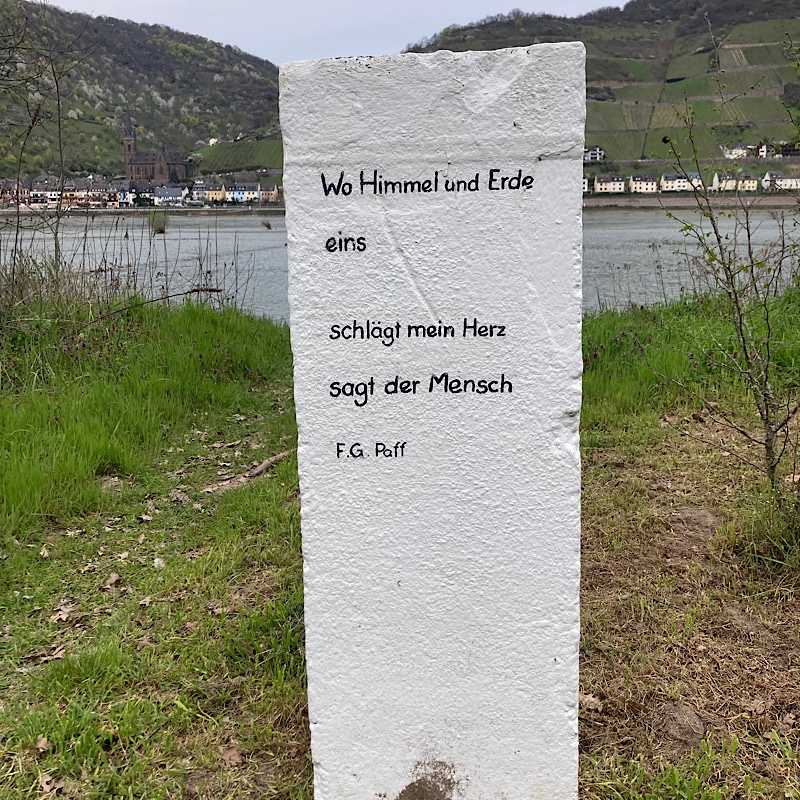 Wo Himmel und Erde
eins
schlägt mein Herz
sagt der Mensch
F.G. Paff